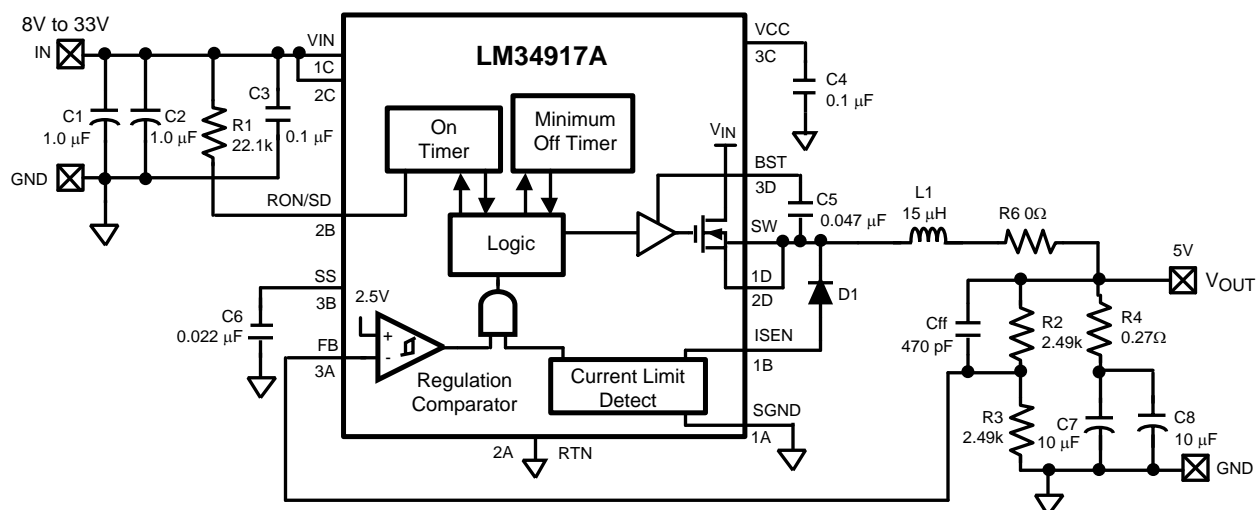 8V to 33V
IN
VIN
1C
2C
LM34917A
VCC
3C
C4
0.1 μF
C1
1.0 μF
C2
1.0 μF
R1
22.1k
C3
0.1 μF
GND
On
Timer
Minimum
Off Timer
VIN
BST
3D
C5
0.047 μF
RON/SD
2B
Logic
SW
1D
2D
L1
15 μH
R6 0Ω
5V
VOUT
D1
SS
3B
C6
0.022 μF
2.5V
+
-
FB
3A
Regulation
Comparator
Current Limit
Detect
ISEN
1B
SGND
1A
2A
RTN
Cff
470 pF
R2
2.49k
R4
0.27Ω
R3
2.49k
C7
10 μF
C8
10 μF
GND